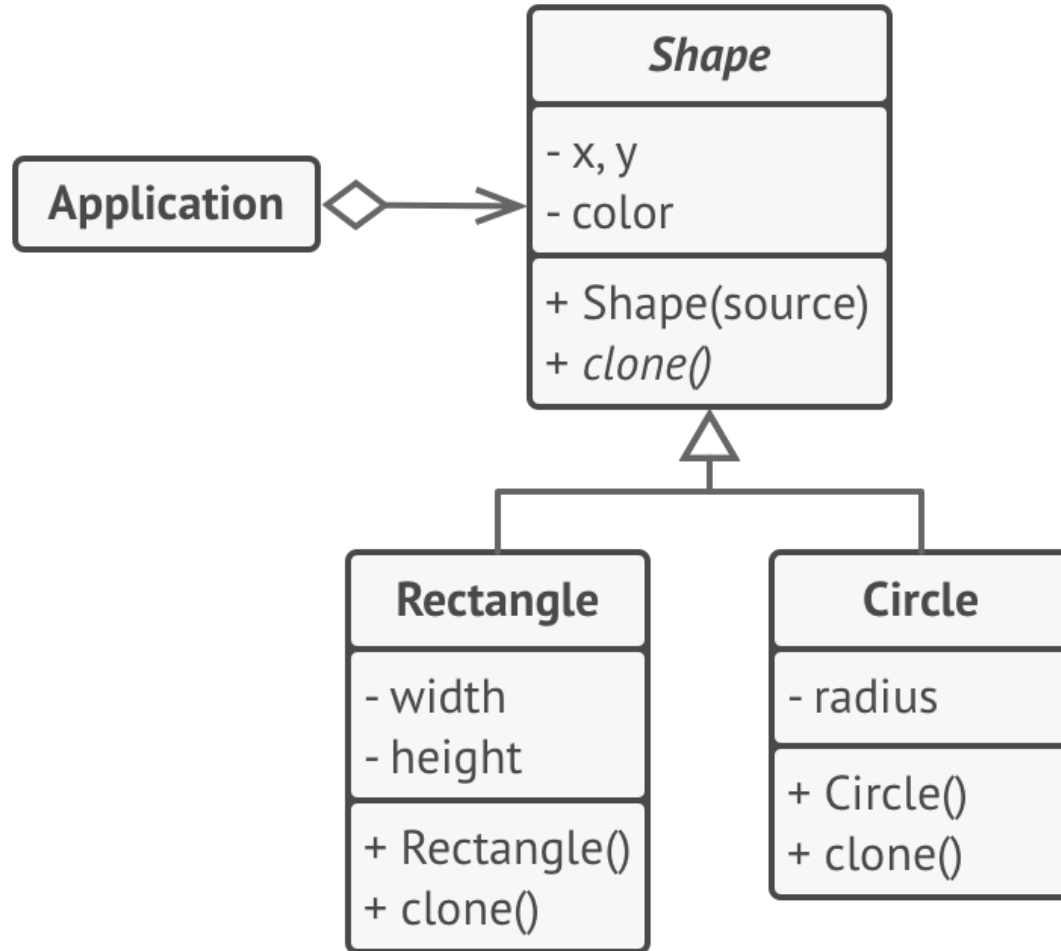 Shape
- x, y
- color
+ Shape(source)
+ clone()
Application
Rectangle
- width
- height
+ Rectangle()
+ clone()
Circle
- radius
+ Circle()
+ clone()